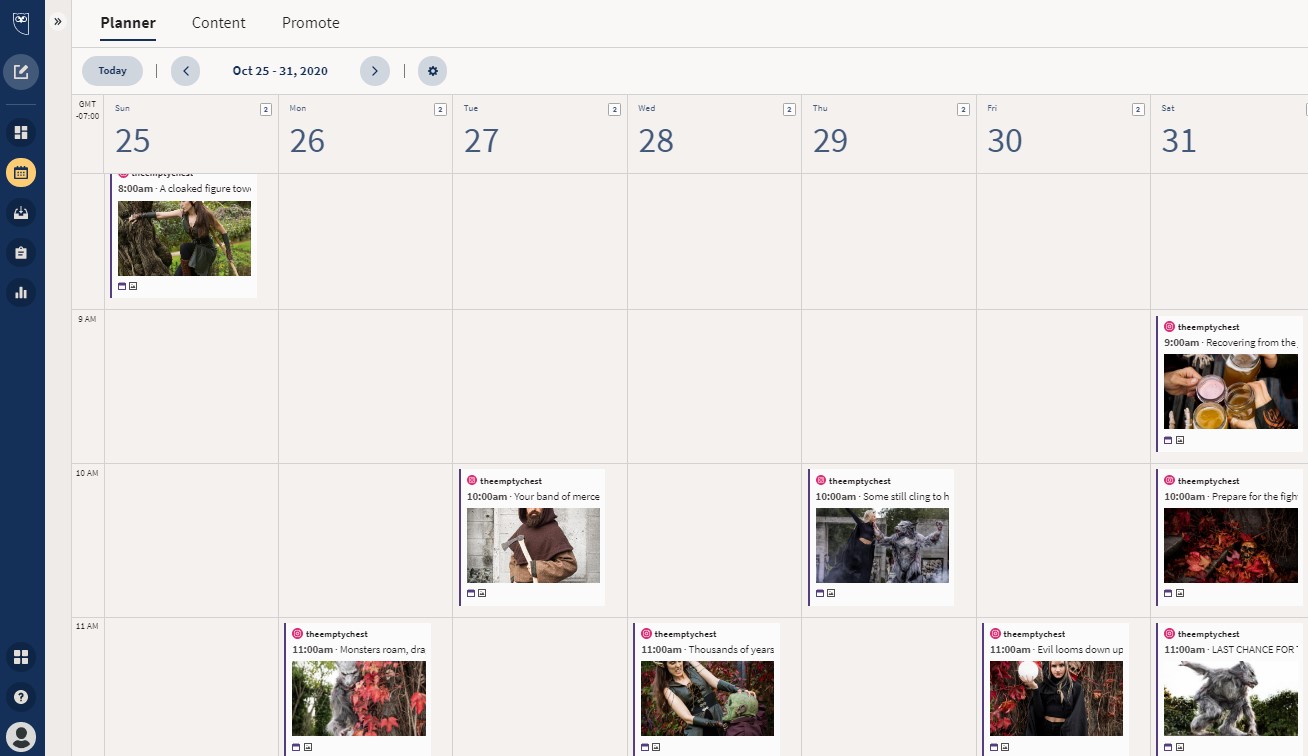 Planner Content Promote
Today Oct 25 - 31, 2020
GMT
-07:00
Sun 2 Mon 2 Tue 2 Wed 2 Thu 2 Fri 2 Sat
25 26 27 28 29 30 31
theemptychest
8:00am · A cloaked figure
9 AM
theemptychest
9:00am · Recovering from the
10 AM
theemptychest theemptychest theemptychest
10:00am · Your band of merce 10:00am · Some still cling to h 10:00am · Prepare for the figh
11 AM
theemptychest theemptychest theemptychest theemptychest
11:00am · Monsters roam, dra 11:00am · Thousands of years 11:00am · Evil looms down up 11:00am · LAST CHANCE FOR